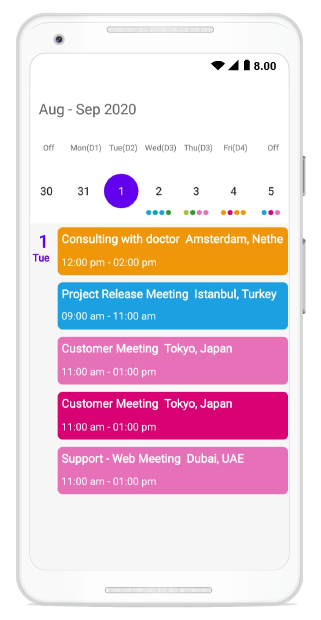 8.00
Aug - Sep 2020
Off Mon(D1) Tue(D2) Wed(D3) Thu(D3) Fri(D4) Off
30 31 1 2 3 4 5
1
Tue
Consulting with doctor Amsterdam, Nethe
12:00 pm - 02:00 pm
Project Release Meeting Istanbul, Turkey
09:00 am - 11:00 am
Customer Meeting Tokyo, Japan
11:00 am - 01:00 pm
Customer Meeting Tokyo, Japan
11:00 am - 01:00 pm
Support - Web Meeting Dubai, UAE
11:00 am - 01:00 pm